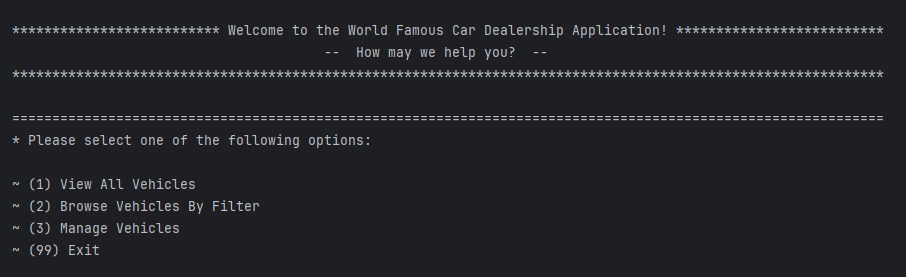 ************************** Welcome to the World Famous Car Dealership Application! **************************
--  How may we help you?  --
*************************************************************************************************************
=============================================================================================================
* Please select one of the following options:
~ (1) View All Vehicles
~ (2) Browse Vehicles By Filter
~ (3) Manage Vehicles
~ (99) Exit